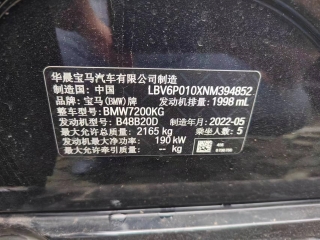 华晨宝马汽车有限公司制造
制造国：中国 LBV6P010XNM394852
品牌：宝马(BMW)牌 发动机排量：1998 mL
整车型号：BMW7200KG
发动机型号：B48B20D 制造年月：2022-05
最大允许总质量：2165 kg 乘坐人数：5
发动机最大净功率：190 kW
最大允许牵引质量：-- kg